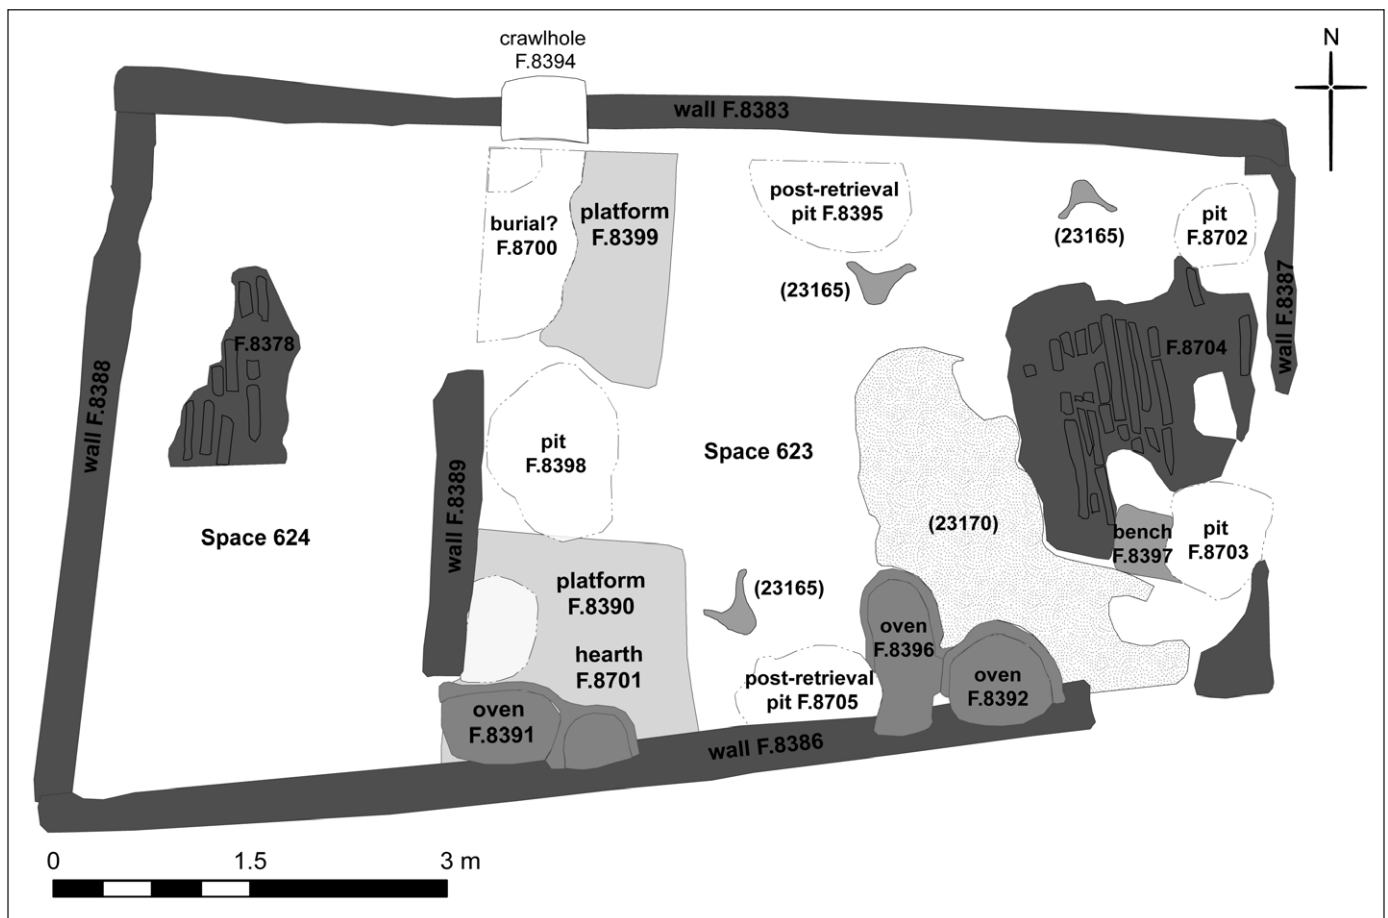 crawlhole
F.8394
N
wall F.8383
post-retrieval
pit F.8395
platform
F.8399
burial?
F.8700
(23165)
pit
F.8702
(23165)
wall F.8387
F.8378
F.8704
wall F.8388
pit
F.8398
Space 623
wall F.8389
(23170)
Space 624
bench
F.8397
pit
F.8703
platform
F.8390
(23165)
oven
F.8396
hearth
F.8701
post-retrieval
pit F.8705
oven
F.8392
oven
F.8391
wall F.8386
0 1.5 3 m